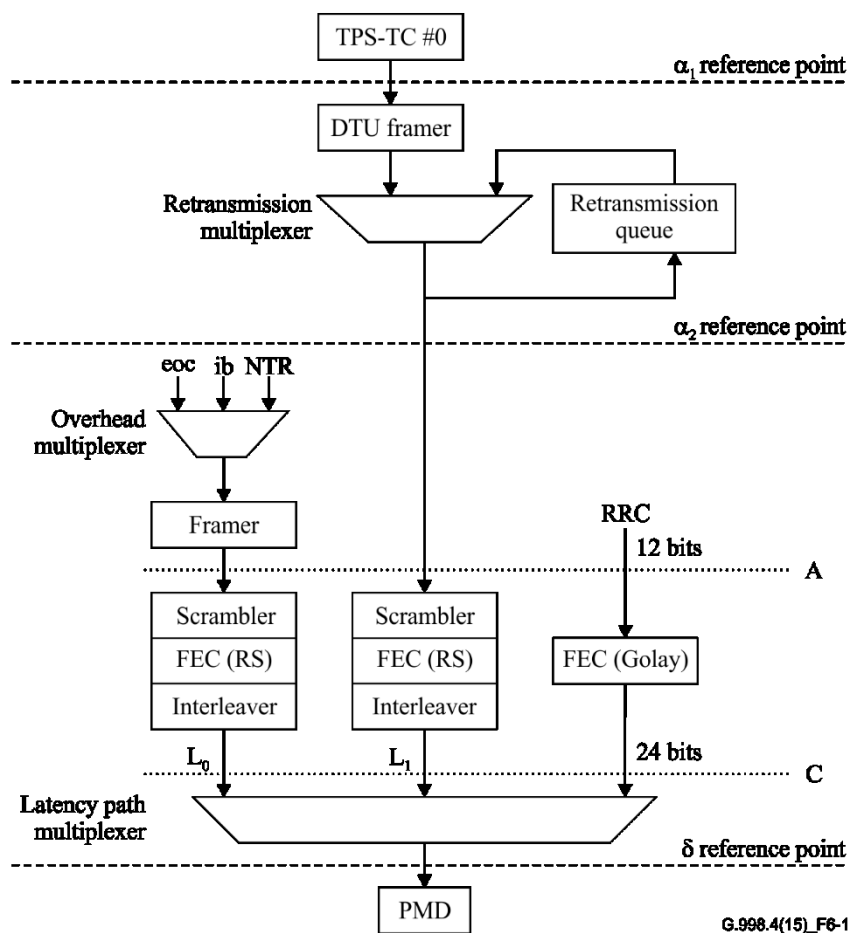 TPS-TC #0
α1 reference point
DTU framer
Retransmission
multiplexer
Retransmission
queue
α2 reference point
eoc
ib
NTR
Overhead
multiplexer
Framer
RRC
12 bits
A
Scrambler
FEC (RS)
Interleaver
Scrambler
FEC (RS)
Interleaver
FEC (Golay)
L0
L1
24 bits
C
Latency path
multiplexer
δ reference point
PMD
G.998.4(15)_F6-1